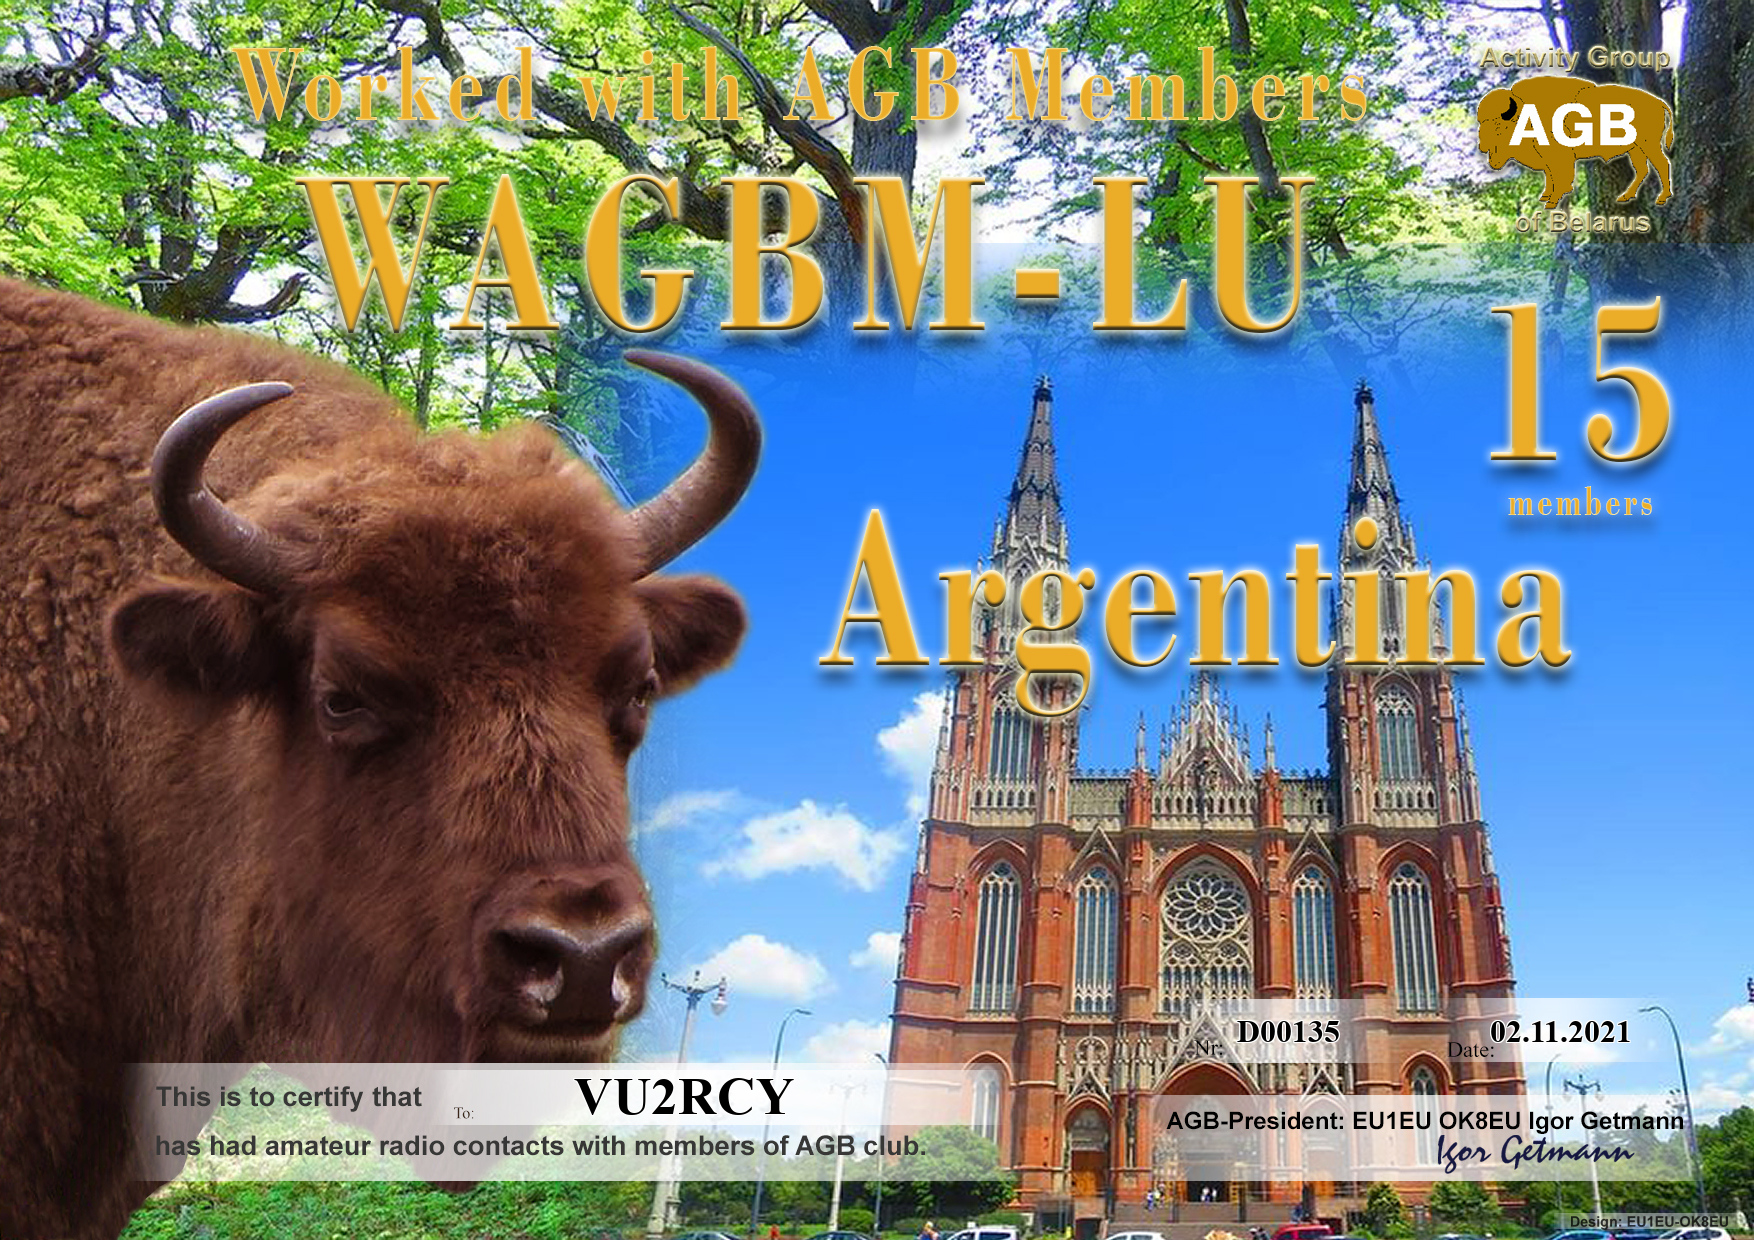 Worked with AGB Members
Activity Group
AGB
of Belarus
WAGBM-LU
15
members
Argentina
Nr: D00135
Date: 02.11.2021
This is to certify that To: VU2RCY
has had amateur radio contacts with members of AGB club.
AGB-President: EU1EU OK8EU Igor Getmann
Igor Getmann
Design: EU1EU-OK8EU